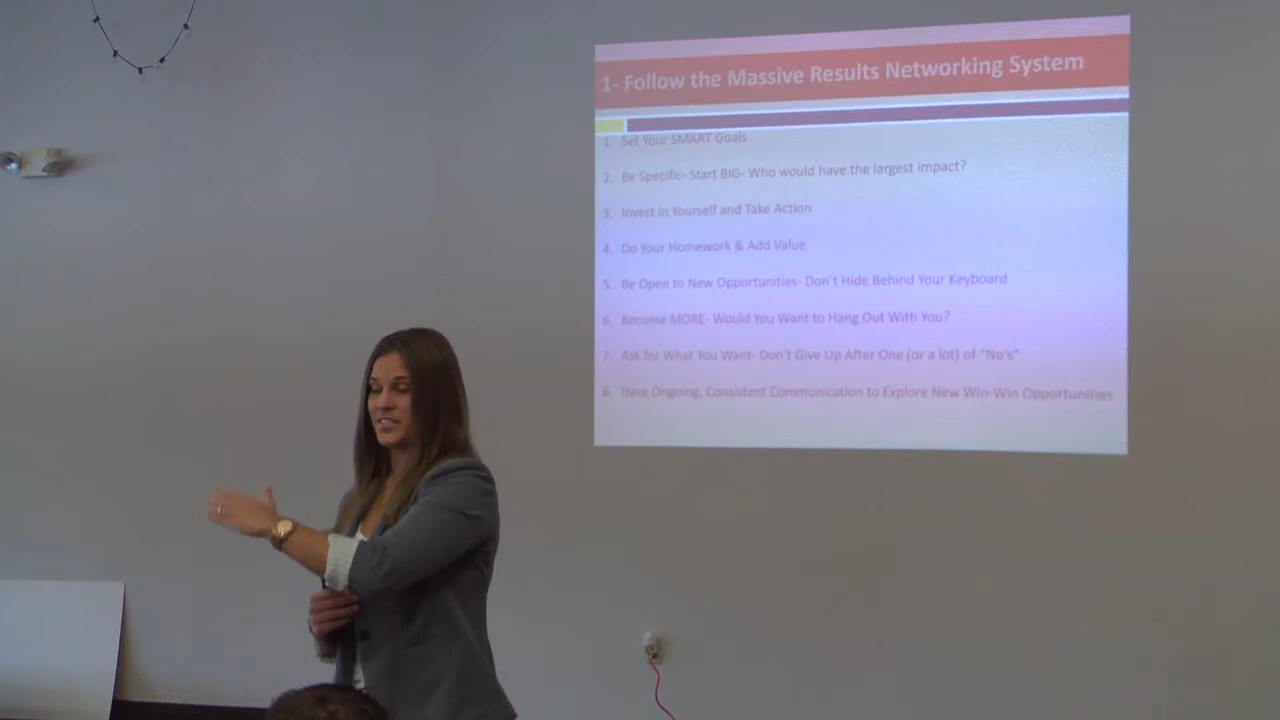 1- Follow the Massive Results Networking System
1. Set Your SMART Goals
2. Be Specific- Start BIG- Who would have the largest impact?
3. Invest in Yourself and Take Action
4. Do Your Homework & Add Value
5. Be Open to New Opportunities- Don't Hide Behind Your Keyboard
6. Become MORE- Would You Want to Hang Out With You?
7. Ask for What You Want- Don't Give Up After One (or a lot) of "No's"
8. Have Ongoing, Consistent Communication to Explore New Win-Win Opportunities